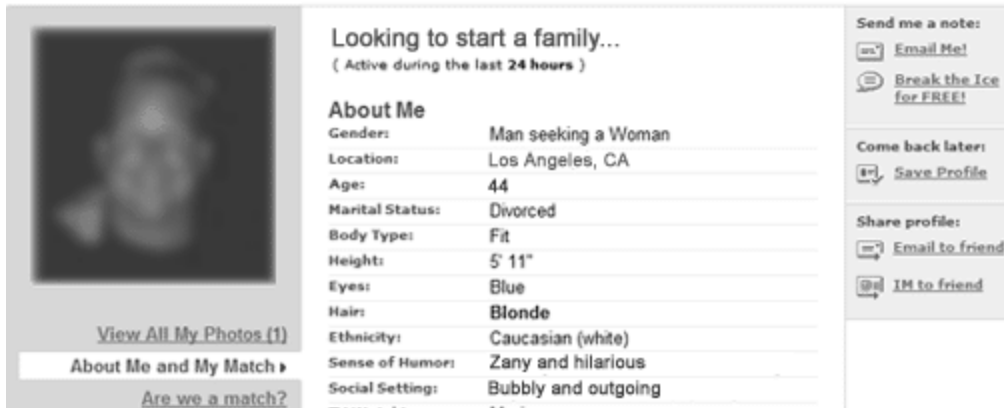 Looking to start a family...
( Active during the last 24 hours )
About Me
Gender: Man seeking a Woman
Location: Los Angeles, CA
Age: 44
Marital Status: Divorced
Body Type: Fit
Height: 5' 11"
Eyes: Blue
Hair: Blonde
Ethnicity: Caucasian (white)
Sense of Humor: Zany and hilarious
Social Setting: Bubbly and outgoing
View All My Photos (1)
About Me and My Match
Are we a match?
Send me a note:
Email Me!
Break the Ice
for FREE!
Come back later:
Save Profile
Share profile:
Email to friend
IM to friend